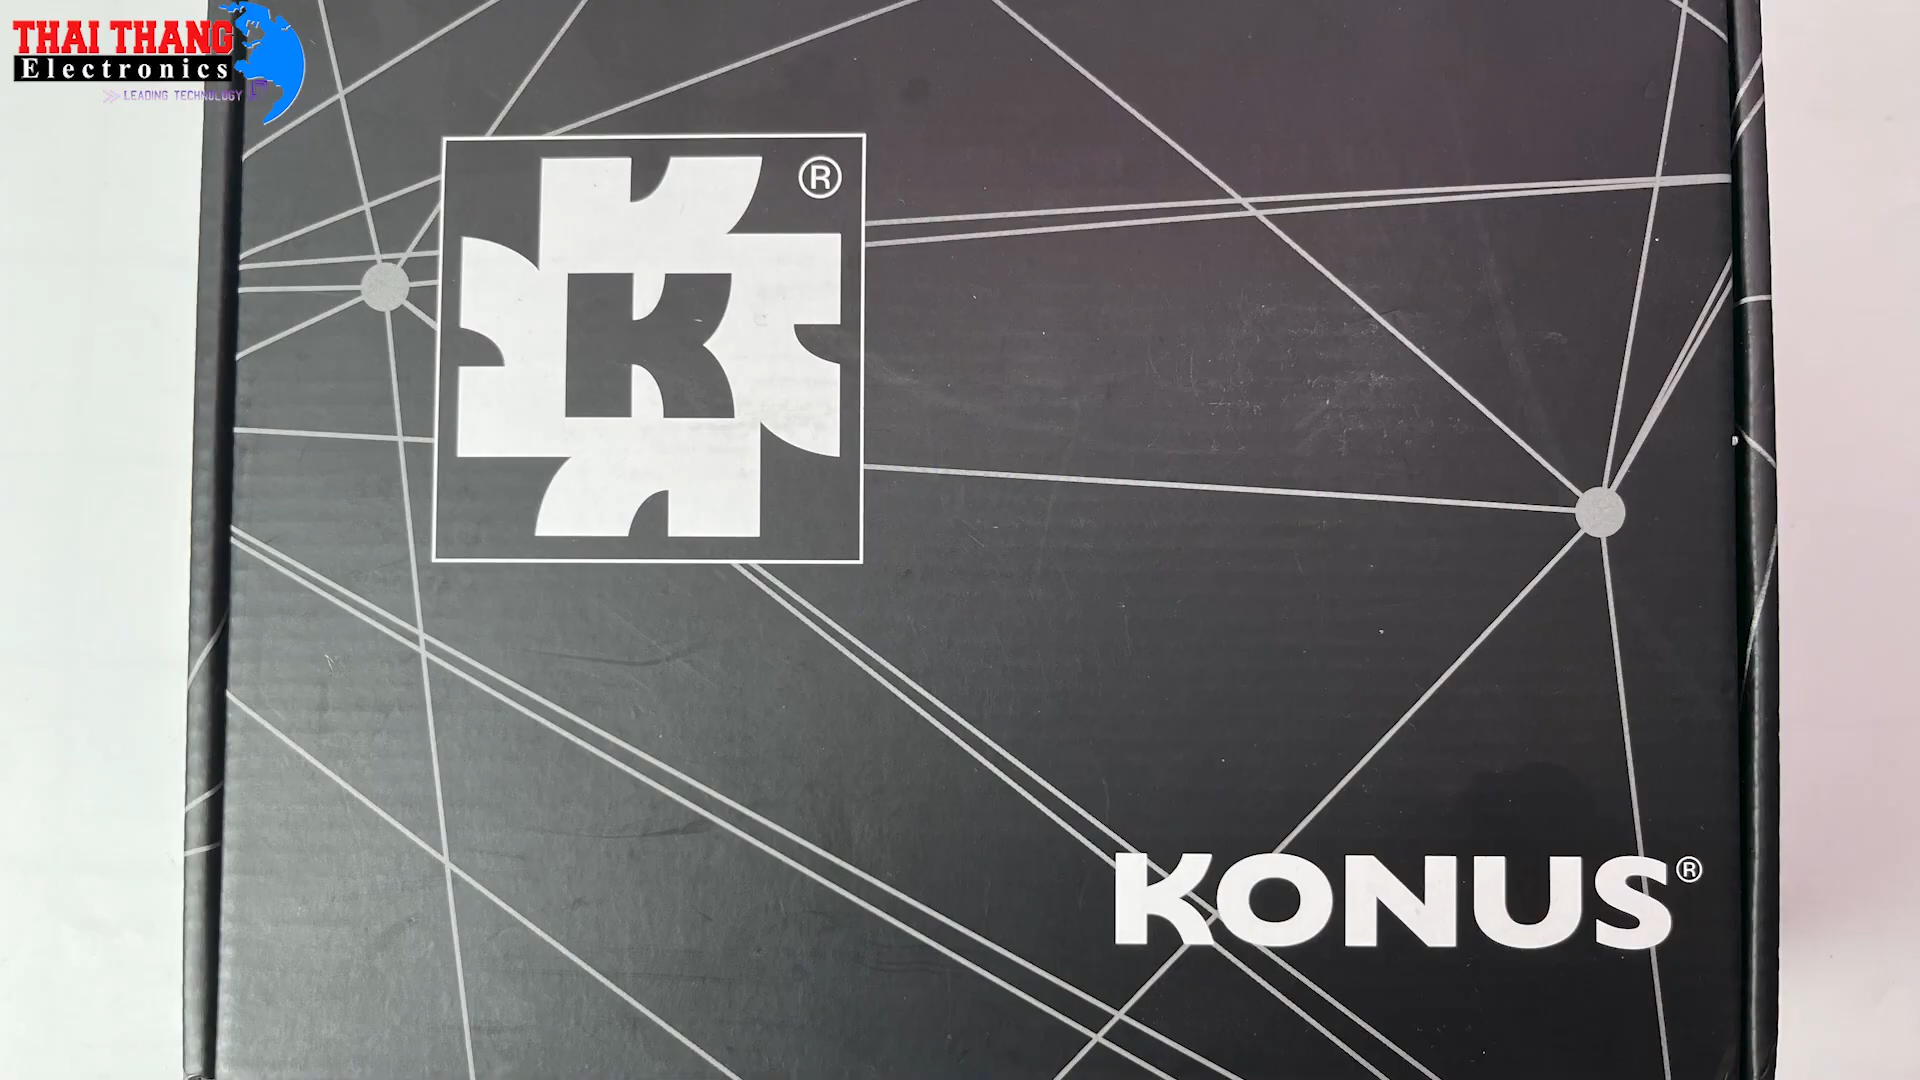 THAI THANG
Electronics
LEADING TECHNOLOGY
K ®
KONUS®